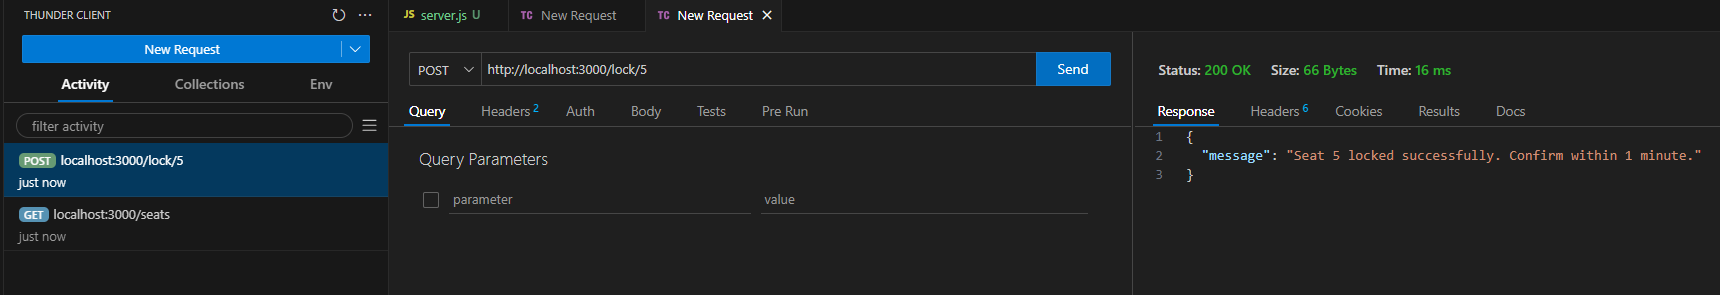 THUNDER CLIENT
New Request
Activity Collections Env
filter activity
POST localhost:3000/lock/5
just now
GET localhost:3000/seats
just now
JS server.js U TC New Request TC New Request
POST http://localhost:3000/lock/5 Send
Query Headers 2 Auth Body Tests Pre Run
Query Parameters
parameter value
Status: 200 OK Size: 66 Bytes Time: 16 ms
Response Headers 6 Cookies Results Docs
1 {
2 "message": "Seat 5 locked successfully. Confirm within 1 minute."
3 }